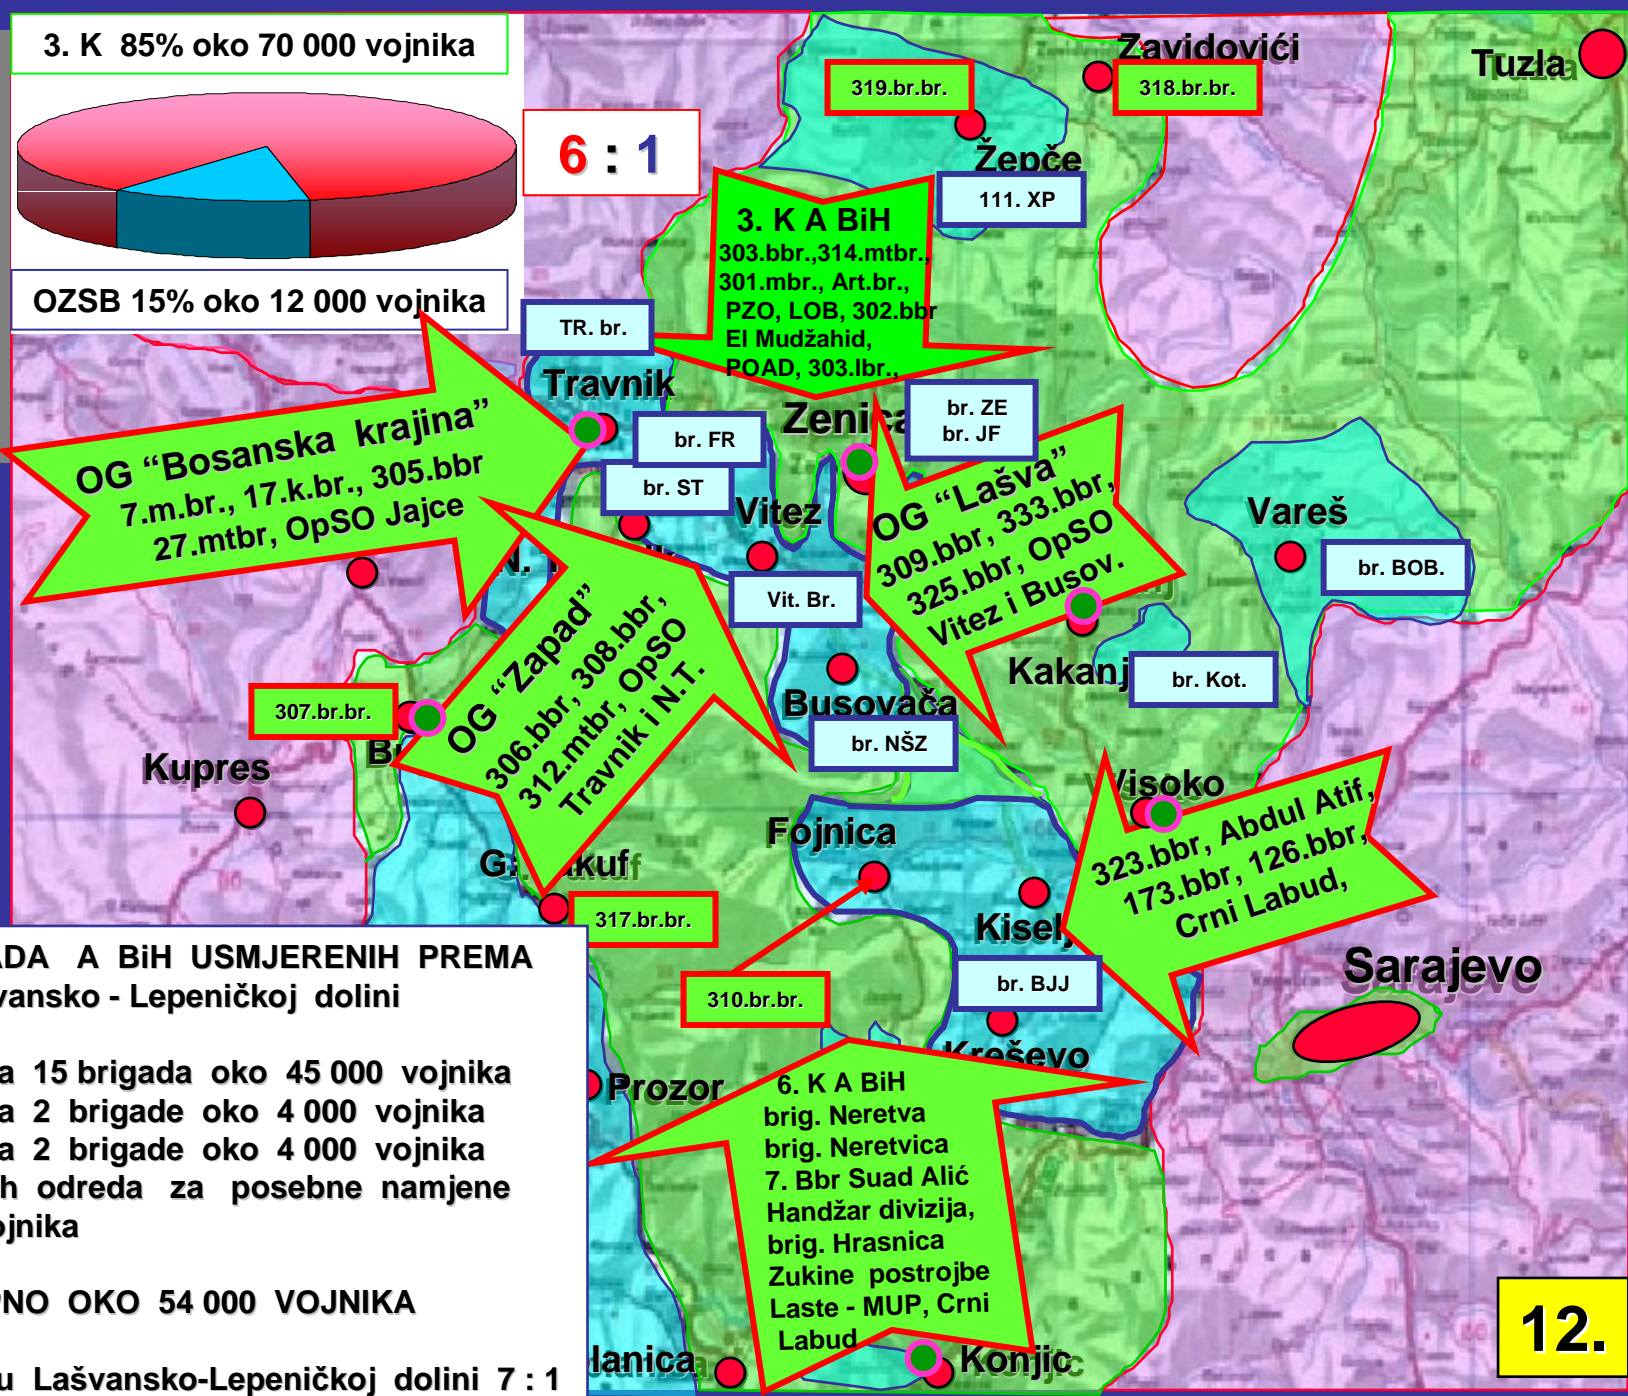 3. K 85% oko 70 000 vojnika
OZSB 15% oko 12 000 vojnika
6 : 1
Zavidovići
Tuzla
319.br.br.
318.br.br.
Žepče
111. XP
3. K A BiH
303.bbr.,314.mtbr.,
301.mbr., Art.br.,
PZO, LOB, 302.bbr
El Mudžahid,
POAD, 303.lbr.,
TR. br.
Travnik
br. FR
br. ST
Zenica
br. ZE
br. JF
OG “Bosanska krajina”
7.m.br., 17.k.br., 305.bbr
27.mtbr, OpSO Jajce
Vitez
Vit. Br.
N.
OG “Lašva”
309.bbr, 333.bbr,
325.bbr, OpSO
Vitez i Busov.
Vareš
br. BOB.
Kakanj
br. Kot.
OG “Zapad”
306.bbr, 308.bbr,
312.mtbr, OpSO
Travnik i N.T.
Busovača
br. NŠZ
307.br.br.
Kupres
Visoko
323.bbr, Abdul Atif,
173.bbr, 126.bbr,
Crni Labud,
Fojnica
317.br.br.
Kiselj
br. BJJ
310.br.br.
Kreševo
Sarajevo
Prozor
6. K A BiH
brig. Neretva
brig. Neretvica
7. Bbr Suad Alić
Handžar divizija,
brig. Hrasnica
Zukine postrojbe
Laste - MUP, Crni
Labud
Konjic
lanica
ADA A BiH USMJERENIH PREMA
vansko - Lepeničkoj dolini
a 15 brigada oko 45 000 vojnika
a 2 brigade oko 4 000 vojnika
a 2 brigade oko 4 000 vojnika
h odreda za posebne namjene
ojnika
PNO OKO 54 000 VOJNIKA
u Lašvansko-Lepeničkoj dolini 7 : 1
12.